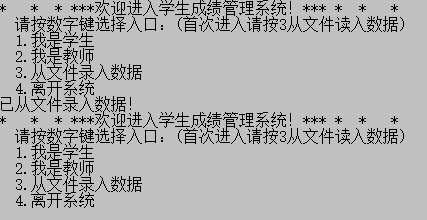 *   *  * ***欢迎进入学生成绩管理系统! *** *  *   *
请按数字键选择入口: (首次进入请按3从文件读入数据)
1.我是学生
2.我是教师
3.从文件录入数据
4.离开系统
已从文件录入数据!
*   *  * ***欢迎进入学生成绩管理系统! *** *  *   *
请按数字键选择入口: (首次进入请按3从文件读入数据)
1.我是学生
2.我是教师
3.从文件录入数据
4.离开系统